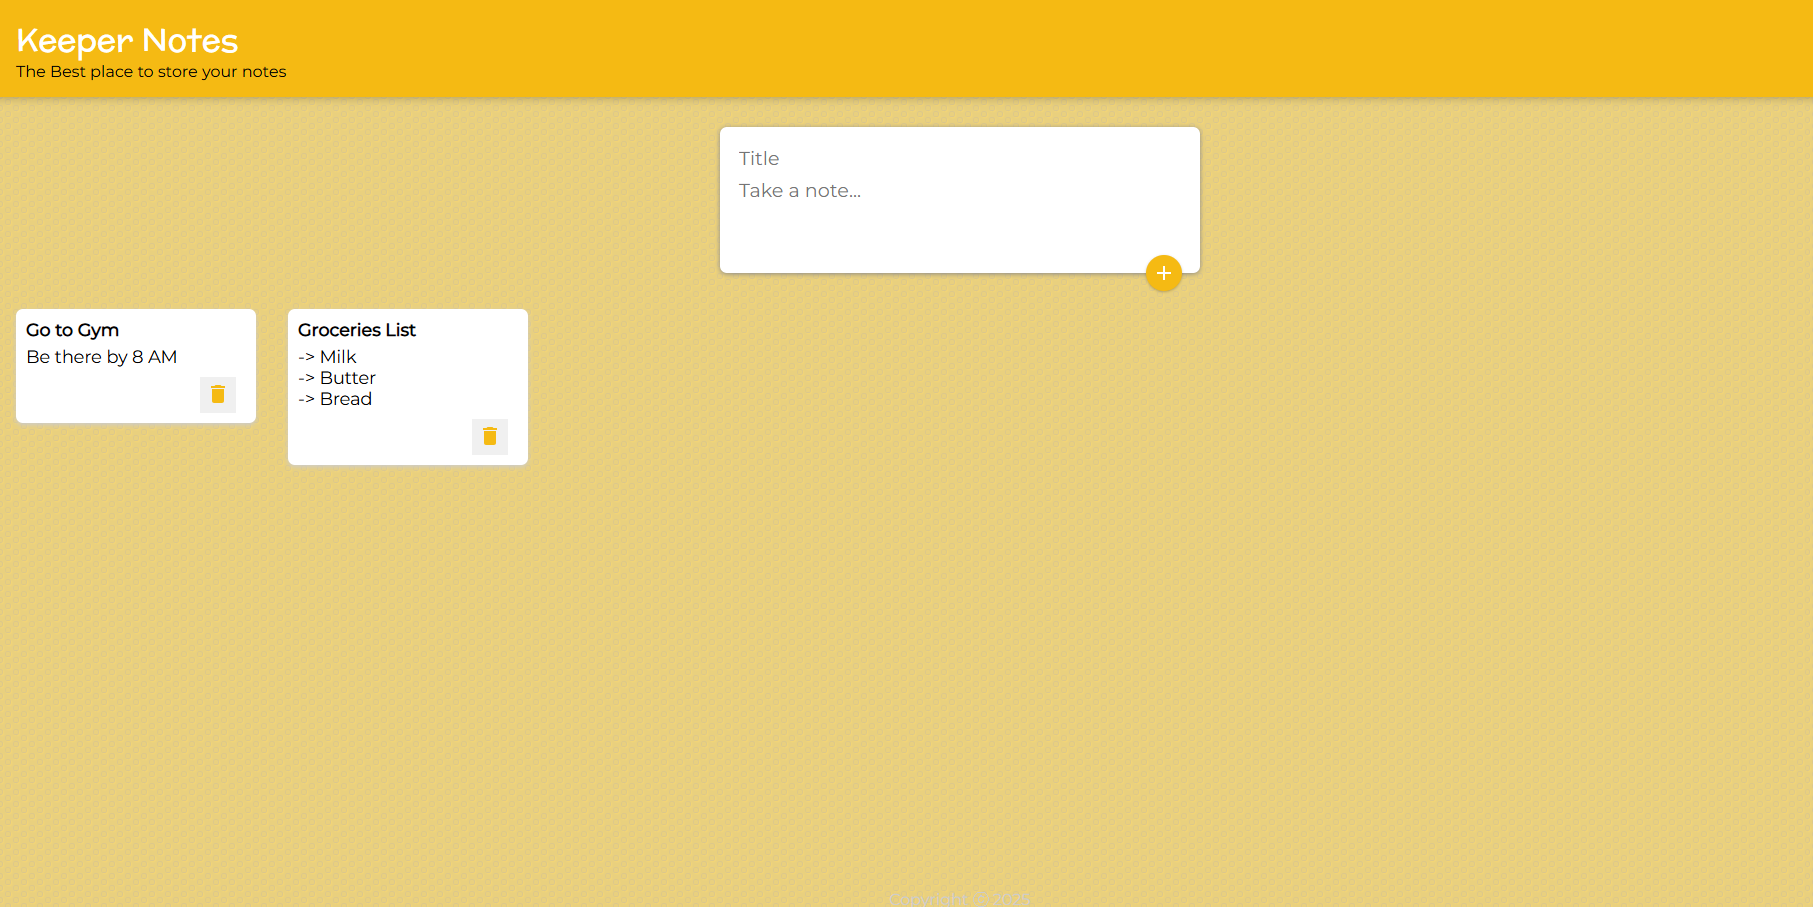 Keeper Notes
The Best place to store your notes
Title
Take a note...
Go to Gym
Be there by 8 AM
Groceries List
-> Milk
-> Butter
-> Bread
Copyright ©